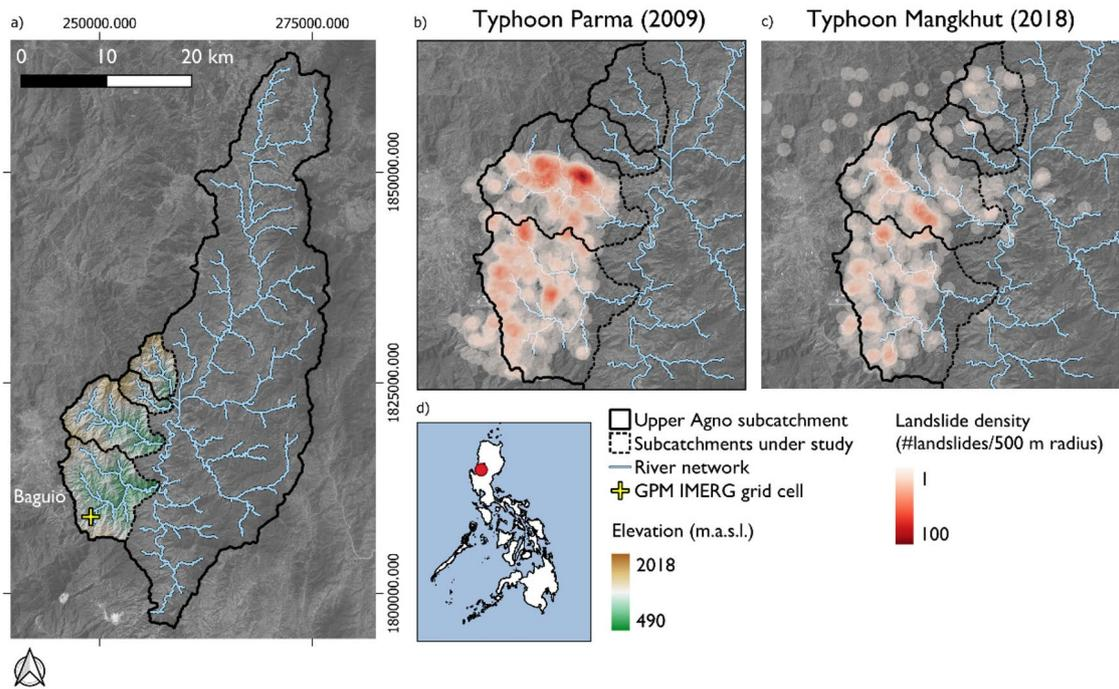 a)
250000.000
275000.000
0
10
20 km
1850000.000
1825000.000
1800000.000
Baguio
b)
Typhoon Parma (2009)
c)
Typhoon Mangkhut (2018)
d)
Upper Agno subcatchment
Subcatchments under study
River network
GPM IMERG grid cell
Elevation (m.a.s.l.)
2018
490
Landslide density
(#landslides/500 m radius)
1
100